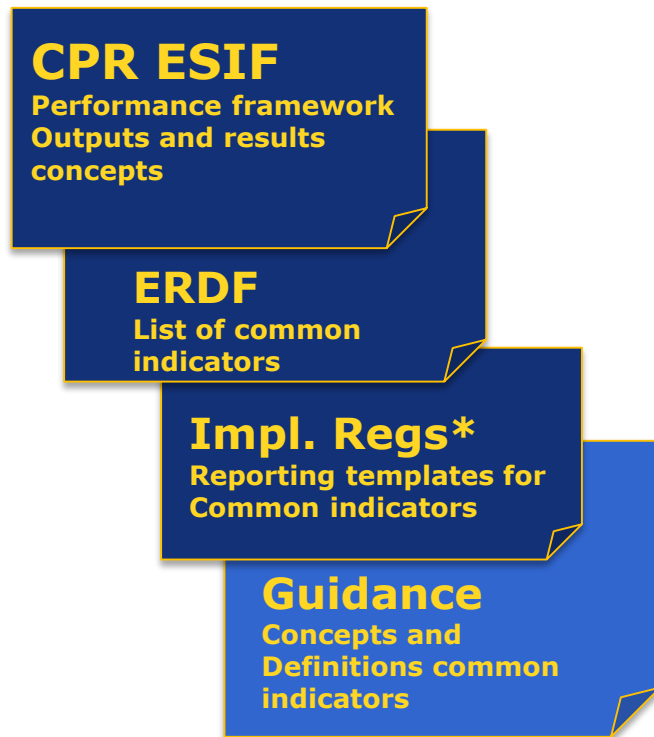 CPR ESIF
Performance framework
Outputs and results
concepts
ERDF
List of common
indicators
Impl. Regs*
Reporting templates for
Common indicators
Guidance
Concepts and
Definitions common
indicators